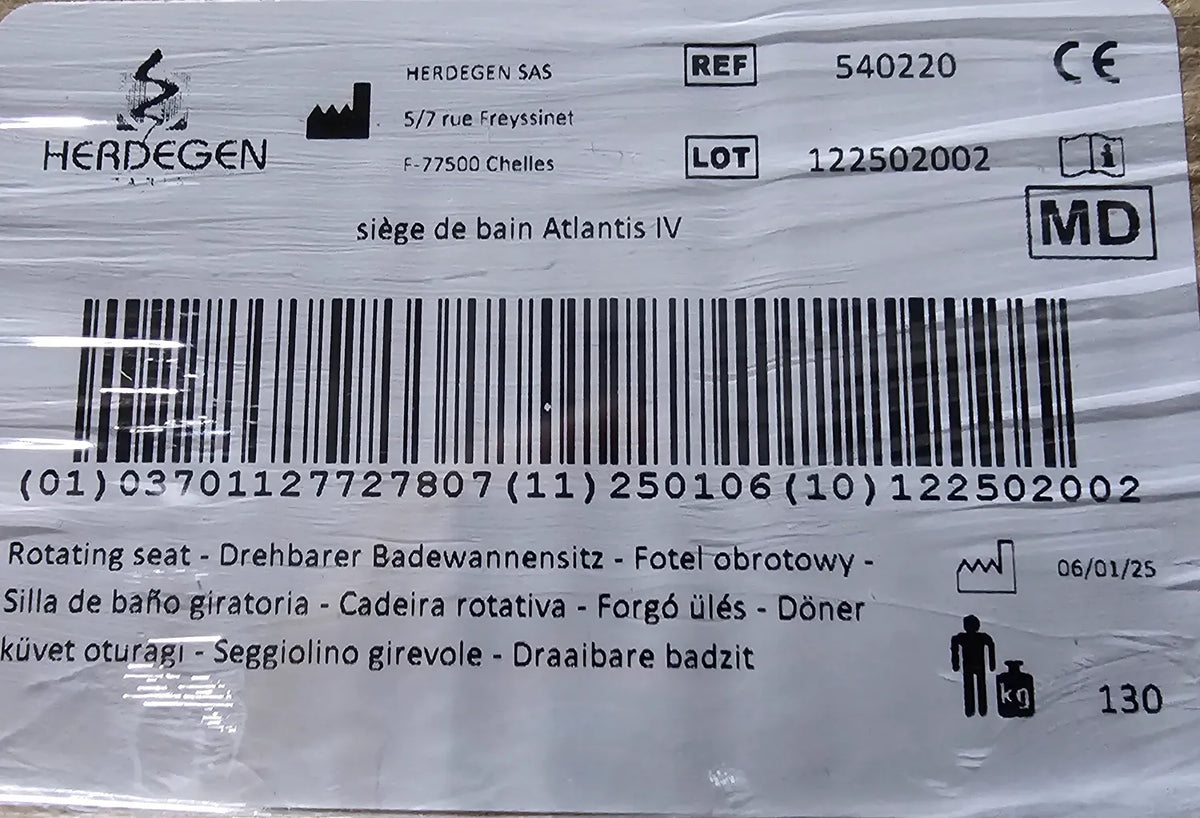 HERDEGEN
PARIS
HERDEGEN SAS
5/7 rue Freyssinet
F-77500 Chelles
REF 540220 CE
LOT 122502002 i
MD
siège de bain Atlantis IV
(01)03701127727807(11)250106(10)122502002
Rotating seat - Drehbarer Badewannensitz - Fotel obrotowy -
Silla de baño giratoria - Cadeira rotativa - Forgó ülés - Döner
küvet oturagı - Seggiolino girevole - Draaibare badzit
06/01/25
kg 130